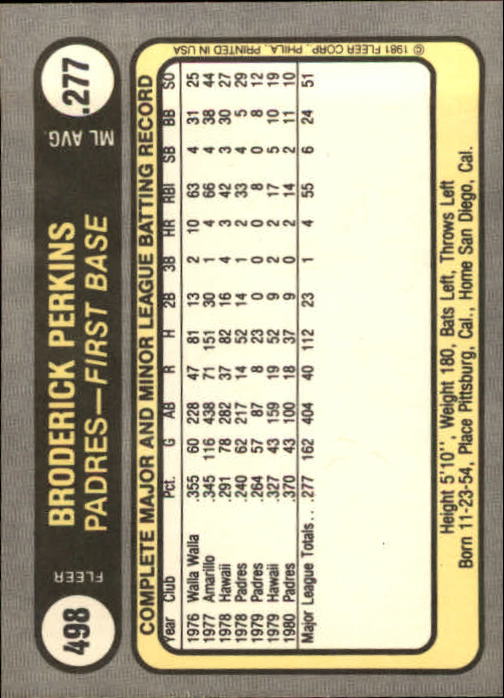 498
FLEER
BRODERICK PERKINS
PADRES—FIRST BASE
ML AVG.
.277
COMPLETE MAJOR AND MINOR LEAGUE BATTING RECORD
Year Club Pct. G AB R H 2B 3B HR RBI SB BB SO
1976 Walla Walla .355 60 228 47 81 13 2 10 63 4 31 25
1977 Amarillo .345 116 438 71 151 30 1 4 66 4 38 44
1978 Hawaii .291 78 282 37 82 16 4 3 42 3 30 27
1978 Padres .240 62 217 14 52 14 1 2 33 4 5 29
1979 Padres .264 57 87 8 23 0 0 0 8 0 8 12
1979 Hawaii .327 43 159 19 52 9 2 2 17 5 10 19
1980 Padres .370 43 100 18 37 9 0 2 14 2 11 10
Major League Totals... .277 162 404 40 112 23 1 4 55 6 24 51
Height 5'10'', Weight 180, Bats Left, Throws Left
Born 11-23-54, Place Pittsburg, Cal., Home San Diego, Cal.
© 1981 FLEER CORP., PHILA., PRINTED IN USA